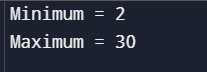 Minimum = 2
Maximum = 30